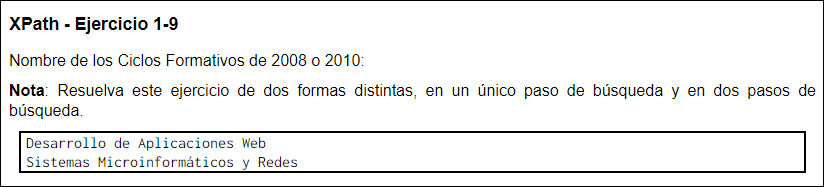 XPath - Ejercicio 1-9
Nombre de los Ciclos Formativos de 2008 o 2010:
Nota: Resuelva este ejercicio de dos formas distintas, en un único paso de búsqueda y en dos pasos de
búsqueda.
Desarrollo de Aplicaciones Web
Sistemas Microinformáticos y Redes